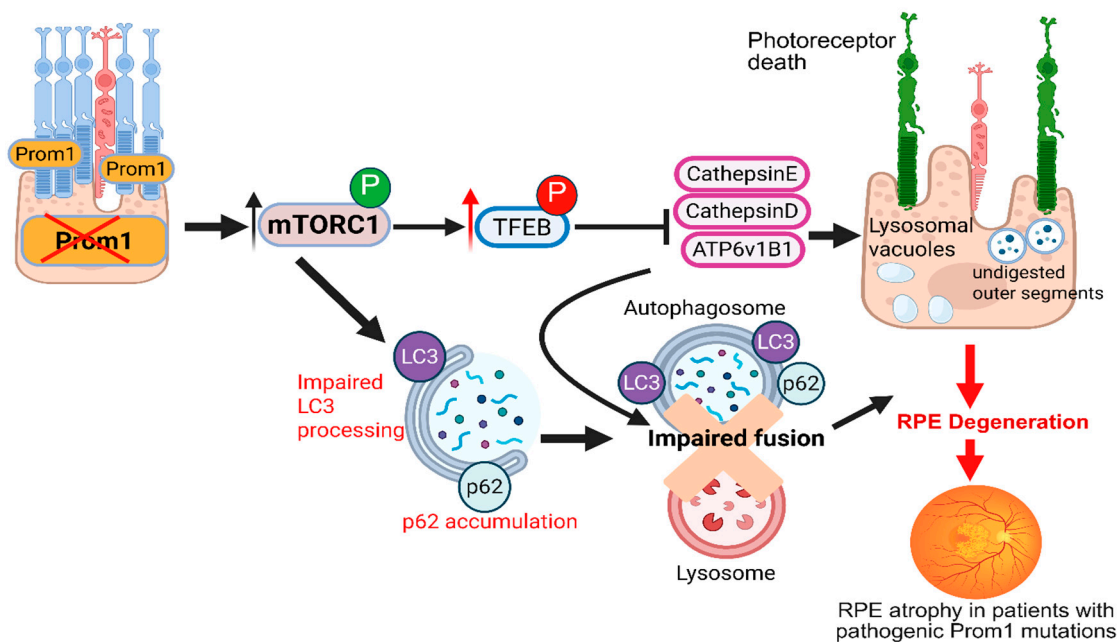 Prom1
Prom1
Prom1
mTORC1
P
TFEB
P
CathepsinE
CathepsinD
ATP6v1B1
Photoreceptor
death
Lysosomal
vacuoles
undigested
outer segments
LC3
Impaired
LC3
processing
p62
p62 accumulation
Autophagosome
LC3
LC3
p62
Impaired fusion
Lysosome
RPE Degeneration
RPE atrophy in patients with
pathogenic Prom1 mutations